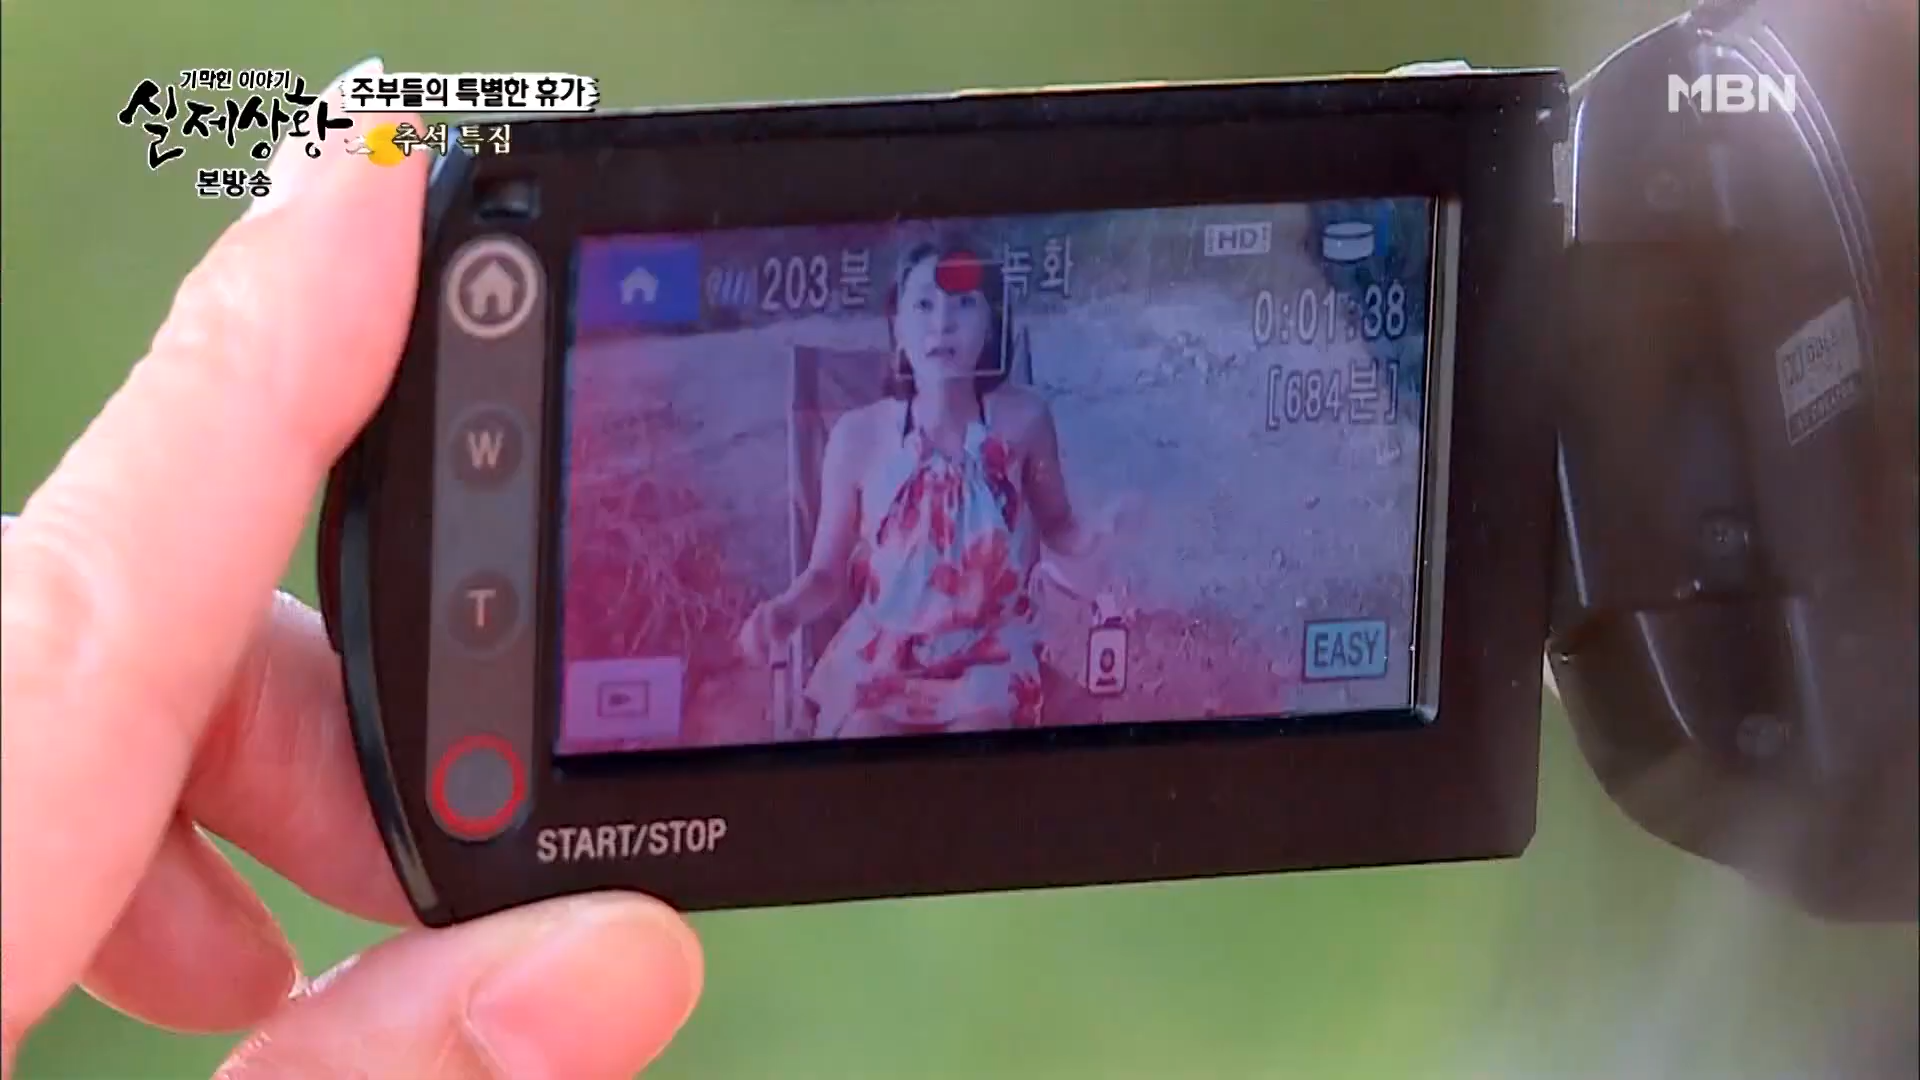 기막힌 이야기
실제상황
주부들의 특별한 휴가
추석 특집
본방송
MBN
203분
녹화
HD
0:01:38
[684분]
W
T
EASY
START/STOP